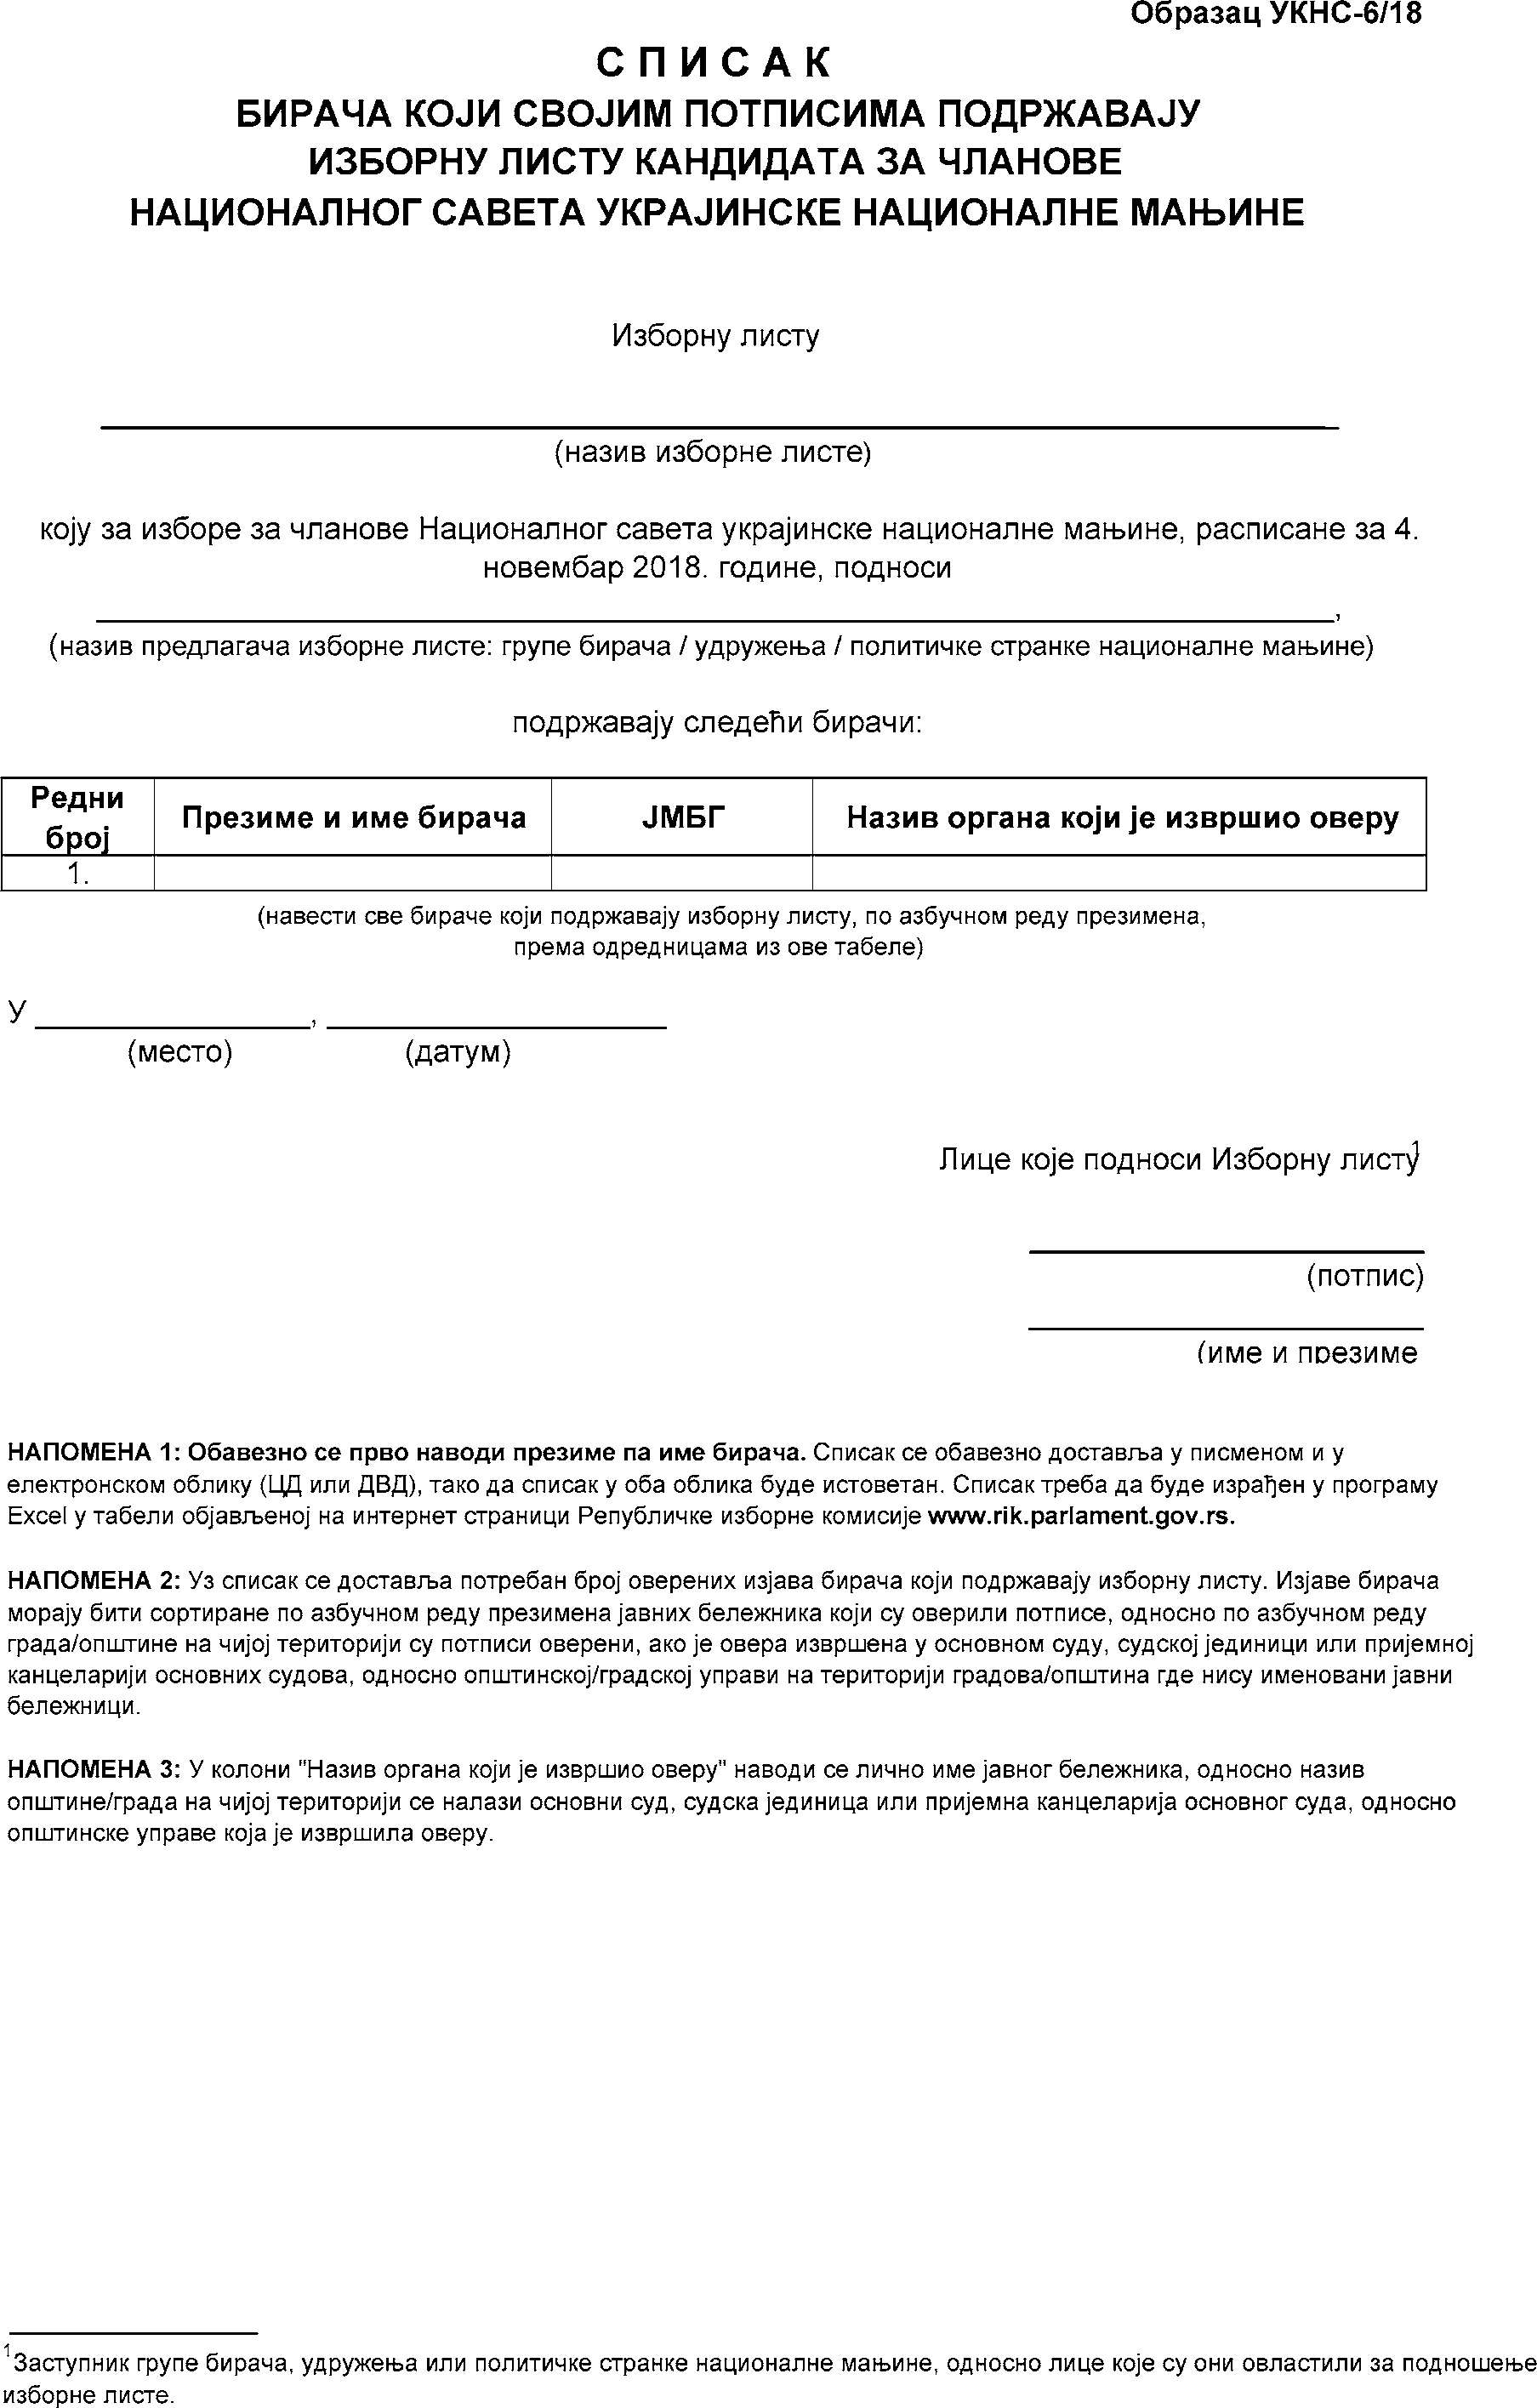 Образац УКНС-6/18
С П И С А К
БИРАЧА КОЈИ СВОЈИМ ПОТПИСИМА ПОДРЖАВАЈУ
ИЗБОРНУ ЛИСТУ КАНДИДАТА ЗА ЧЛАНОВЕ
НАЦИОНАЛНОГ САВЕТА УКРАЈИНСКЕ НАЦИОНАЛНЕ МАЊИНЕ
Изборну листу
(назив изборне листе)
коју за изборе за чланове Националног савета украјинске националне мањине, расписане за 4.
новембар 2018. године, подноси
,
(назив предлагача изборне листе: групе бирача / удружења / политичке странке националне мањине)
подржавају следећи бирачи:
Редни
број
Презиме и име бирача
ЈМБГ
Назив органа који је извршио оверу
1.
(навести све бираче који подржавају изборну листу, по азбучном реду презимена,
према одредницама из ове табеле)
У ________________, ____________________
(место) (датум)
Лице које подноси Изборну листу1
(потпис)
(име и презиме
НАПОМЕНА 1: Обавезно се прво наводи презиме па име бирача. Списак се обавезно доставља у писменом и у
електронском облику (ЦД или ДВД), тако да списак у оба облика буде истоветан. Списак треба да буде израђен у програму
Excel у табели објављеној на интернет страници Републичке изборне комисије www.rik.parlament.gov.rs.
НАПОМЕНА 2: Уз списак се доставља потребан број оверених изјава бирача који подржавају изборну листу. Изјаве бирача
морају бити сортиране по азбучном реду презимена јавних бележника који су оверили потписе, односно по азбучном реду
града/општине на чијој територији су потписи оверени, ако је овера извршена у основном суду, судској јединици или пријемној
канцеларији основних судова, односно општинској/градској управи на територији градова/општина где нису именовани јавни
бележници.
НАПОМЕНА 3: У колони "Назив органа који је извршио оверу" наводи се лично име јавног бележника, односно назив
општине/града на чијој територији се налази основни суд, судска јединица или пријемна канцеларија основног суда, односно
општинске управе која је извршила оверу.
1Заступник групе бирача, удружења или политичке странке националне мањине, односно лице које су они овластили за подношење
изборне листе.